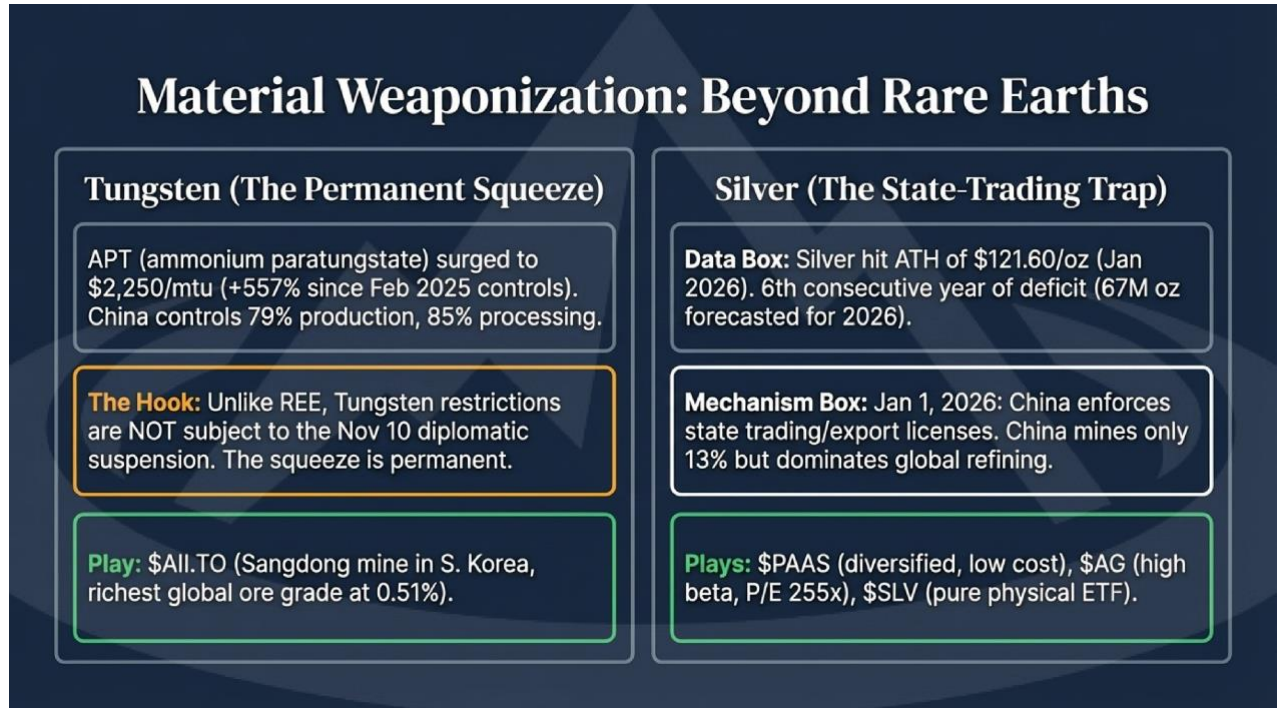 Material Weaponization: Beyond Rare Earths
Tungsten (The Permanent Squeeze)
APT (ammonium paratungstate) surged to
$2,250/mtu (+557% since Feb 2025 controls).
China controls 79% production, 85% processing.
The Hook: Unlike REE, Tungsten restrictions
are NOT subject to the Nov 10 diplomatic
suspension. The squeeze is permanent.
Play: $AII.TO (Sangdong mine in S. Korea,
richest global ore grade at 0.51%).
Silver (The State-Trading Trap)
Data Box: Silver hit ATH of $121.60/oz (Jan
2026). 6th consecutive year of deficit (67M oz
forecasted for 2026).
Mechanism Box: Jan 1, 2026: China enforces
state trading/export licenses. China mines only
13% but dominates global refining.
Plays: $PAAS (diversified, low cost), $AG (high
beta, P/E 255x), $SLV (pure physical ETF).